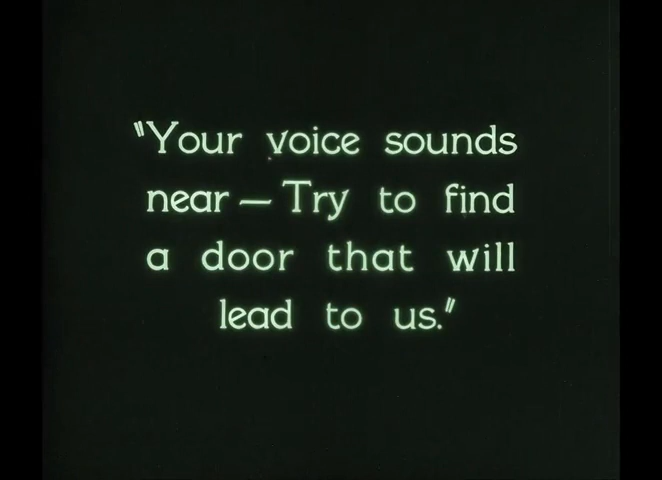 "Your voice sounds
near — Try to find
a door that will
lead to us."